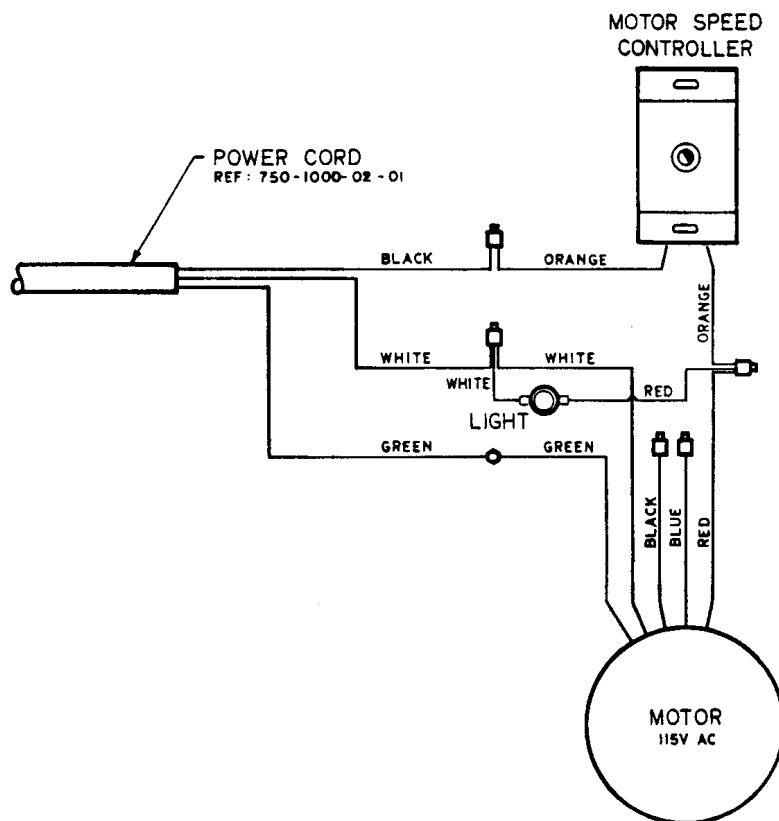 MOTOR SPEED
CONTROLLER
POWER CORD
REF: 750-1000-02-01
BLACK
ORANGE
ORANGE
WHITE
WHITE
WHITE
RED
LIGHT
GREEN
GREEN
BLACK
BLUE
RED
MOTOR
115V AC